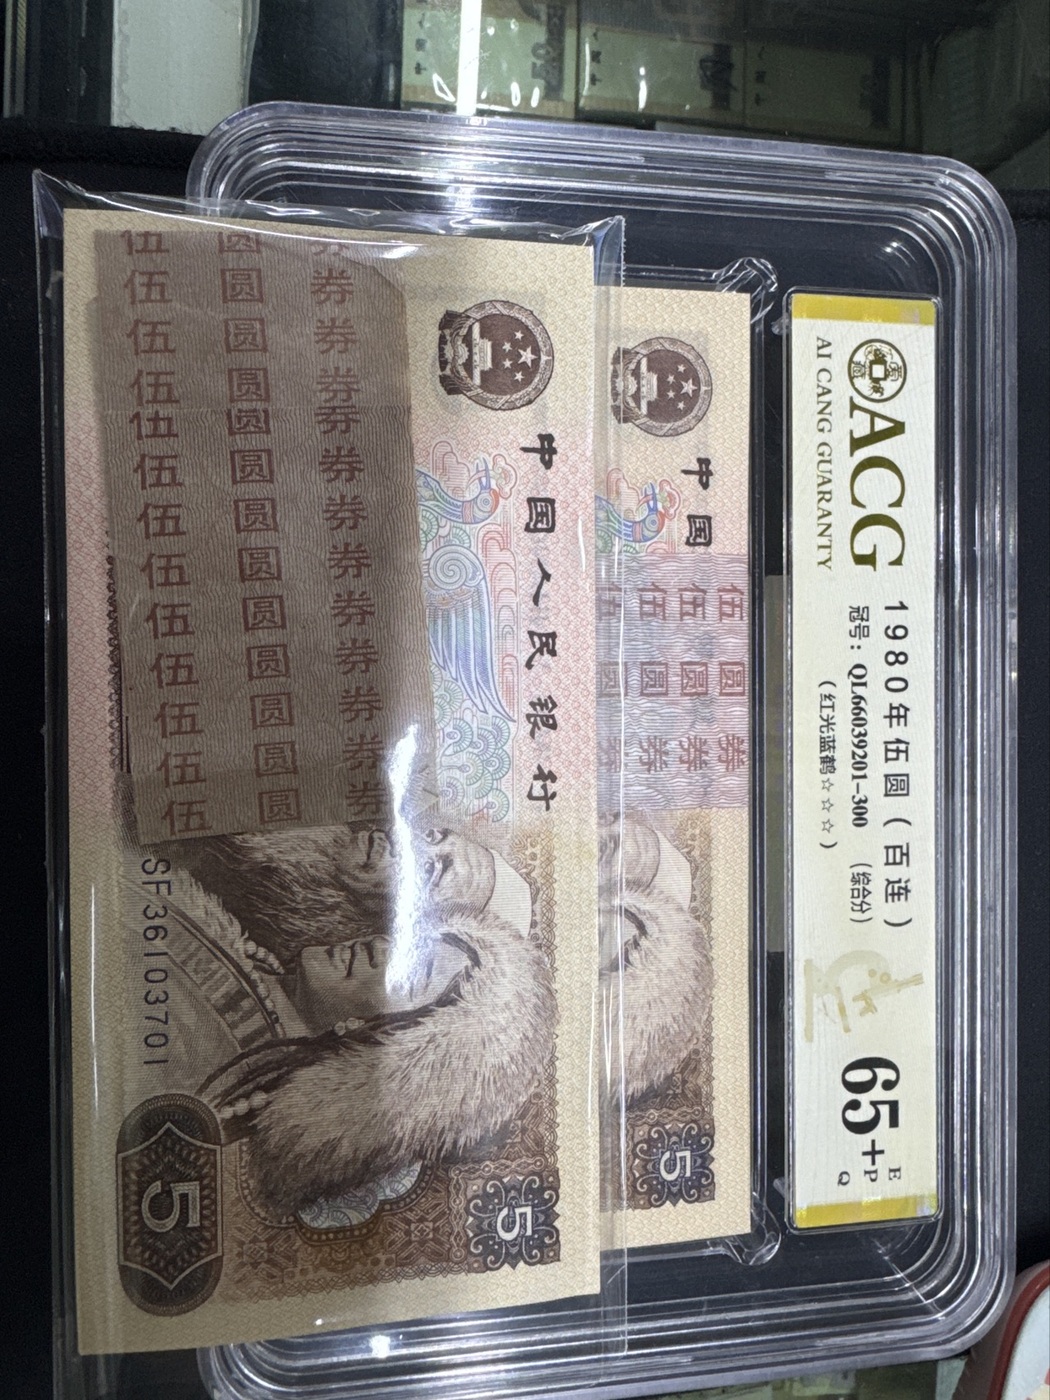 ACG
AI CANG GUARANTY
1980年伍圆(百连)
冠号：QL66039201-300 (综合分)
(红光蓝鹤☆☆☆)
65+ E
P
Q
中国
伍圆券
伍圆券
伍圆券
伍圆券
5
中国人民银行
券券券券券券券券券券券券
圆圆圆圆圆圆圆圆圆圆圆圆圆
伍伍伍伍伍伍伍伍伍伍伍伍伍
SF36103701
5
5